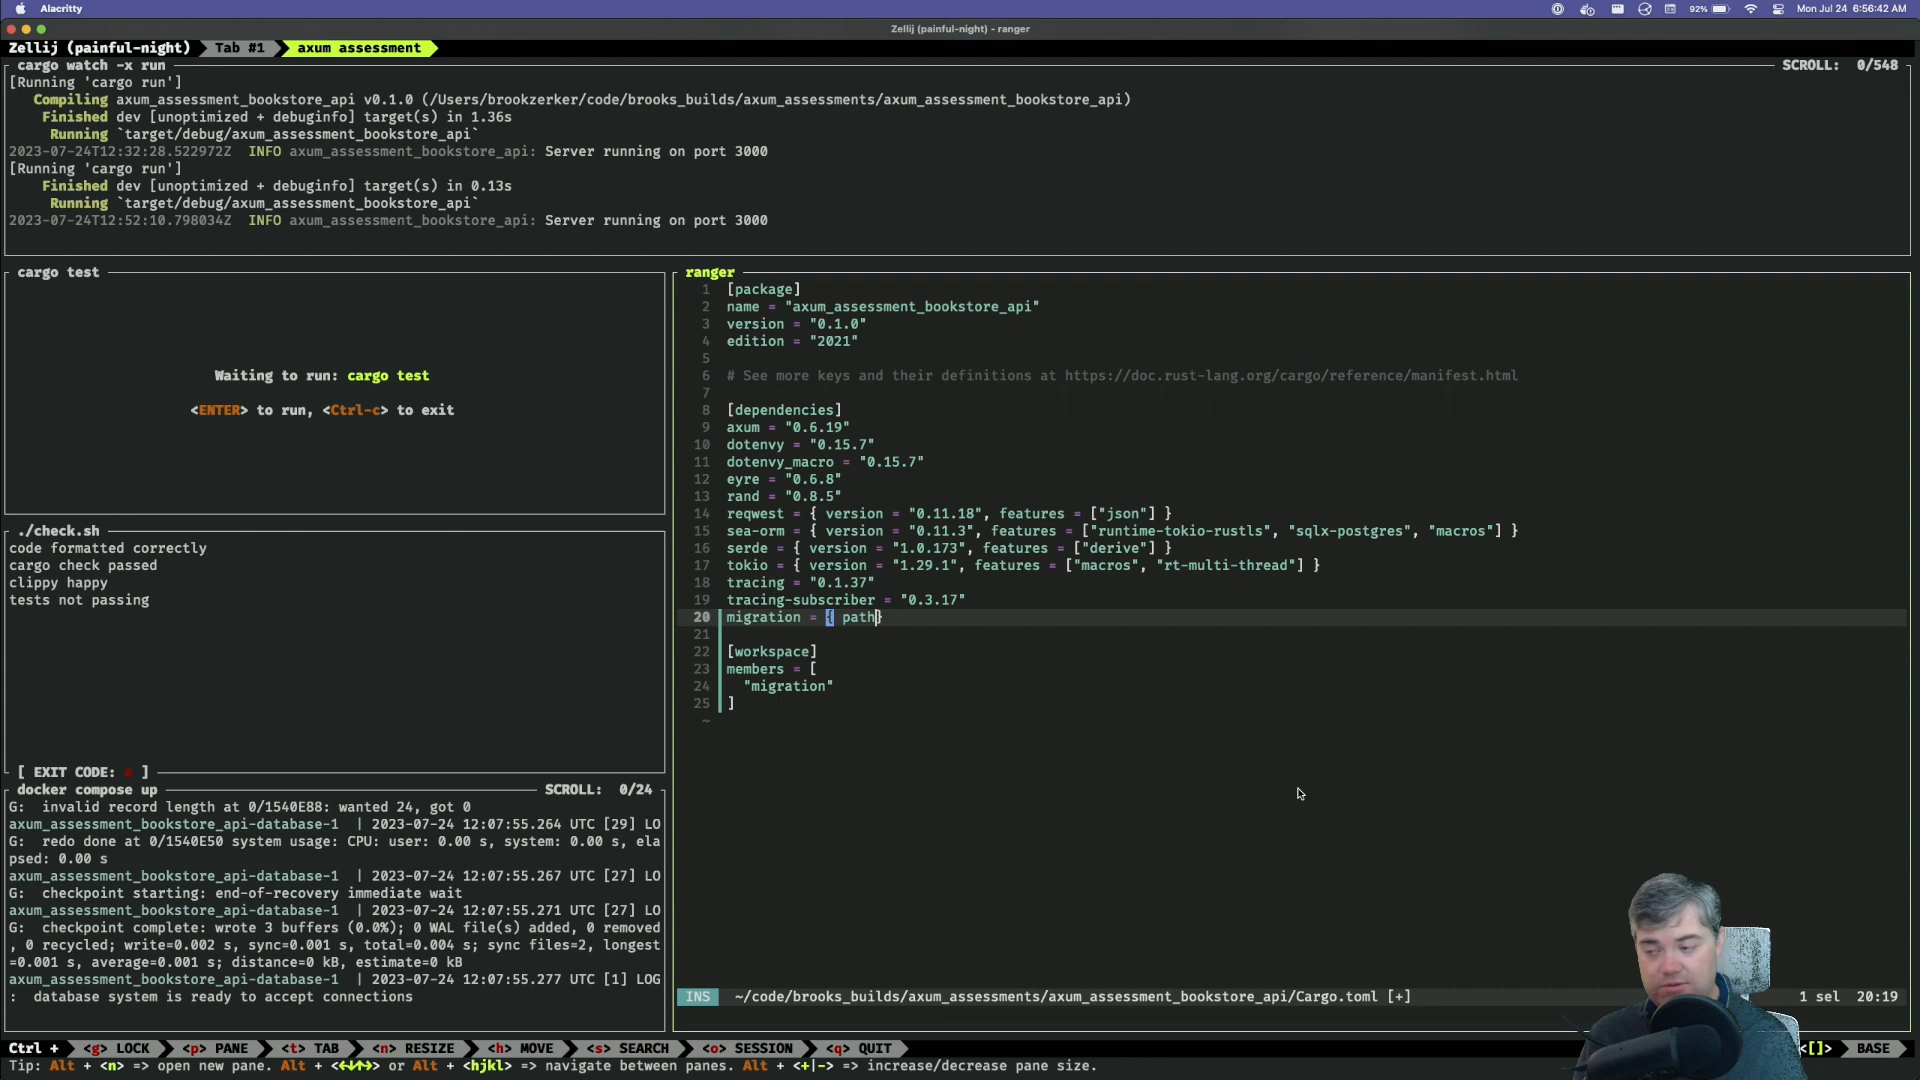 Alacritty
92%
Mon Jul 24 6:56:42 AM
Zellij (painful-night) - ranger
Zellij (painful-night) Tab #1 axum assessment
cargo watch -x run
SCROLL: 0/548
[Running 'cargo run']
Compiling axum_assessment_bookstore_api v0.1.0 (/Users/brookzerker/code/brooks_builds/axum_assessments/axum_assessment_bookstore_api)
Finished dev [unoptimized + debuginfo] target(s) in 1.36s
Running `target/debug/axum_assessment_bookstore_api`
2023-07-24T12:32:28.522972Z INFO axum_assessment_bookstore_api: Server running on port 3000
[Running 'cargo run']
Finished dev [unoptimized + debuginfo] target(s) in 0.13s
Running `target/debug/axum_assessment_bookstore_api`
2023-07-24T12:52:10.798034Z INFO axum_assessment_bookstore_api: Server running on port 3000
cargo test
Waiting to run: cargo test
<ENTER> to run, <Ctrl-c> to exit
./check.sh
code formatted correctly
cargo check passed
clippy happy
tests not passing
[ EXIT CODE: ]
docker compose up
SCROLL: 0/24
G: invalid record length at 0/1540E88: wanted 24, got 0
axum_assessment_bookstore_api-database-1 | 2023-07-24 12:07:55.264 UTC [29] LO
G: redo done at 0/1540E50 system usage: CPU: user: 0.00 s, system: 0.00 s, ela
psed: 0.00 s
axum_assessment_bookstore_api-database-1 | 2023-07-24 12:07:55.267 UTC [27] LO
G: checkpoint starting: end-of-recovery immediate wait
axum_assessment_bookstore_api-database-1 | 2023-07-24 12:07:55.271 UTC [27] LO
G: checkpoint complete: wrote 3 buffers (0.0%); 0 WAL file(s) added, 0 removed
, 0 recycled; write=0.002 s, sync=0.001 s, total=0.004 s; sync files=2, longest
=0.001 s, average=0.001 s; distance=0 kB, estimate=0 kB
axum_assessment_bookstore_api-database-1 | 2023-07-24 12:07:55.277 UTC [1] LOG
: database system is ready to accept connections
ranger
1 [package]
2 name = "axum_assessment_bookstore_api"
3 version = "0.1.0"
4 edition = "2021"
5
6 # See more keys and their definitions at https://doc.rust-lang.org/cargo/reference/manifest.html
7
8 [dependencies]
9 axum = "0.6.19"
10 dotenvy = "0.15.7"
11 dotenvy_macro = "0.15.7"
12 eyre = "0.6.8"
13 rand = "0.8.5"
14 reqwest = { version = "0.11.18", features = ["json"] }
15 sea-orm = { version = "0.11.3", features = ["runtime-tokio-rustls", "sqlx-postgres", "macros"] }
16 serde = { version = "1.0.173", features = ["derive"] }
17 tokio = { version = "1.29.1", features = ["macros", "rt-multi-thread"] }
18 tracing = "0.1.37"
19 tracing-subscriber = "0.3.17"
20 migration = { path}
21
22 [workspace]
23 members = [
24 "migration"
25 ]
~
INS ~/code/brooks_builds/axum_assessments/axum_assessment_bookstore_api/Cargo.toml [+] 1 sel 20:19
Ctrl + <g> LOCK <p> PANE <t> TAB <n> RESIZE <h> MOVE <s> SEARCH <o> SESSION <q> QUIT <[]> BASE
Tip: Alt + <n> => open new pane. Alt + <←↓↑→> or Alt + <hjkl> => navigate between panes. Alt + <+|-> => increase/decrease pane size.